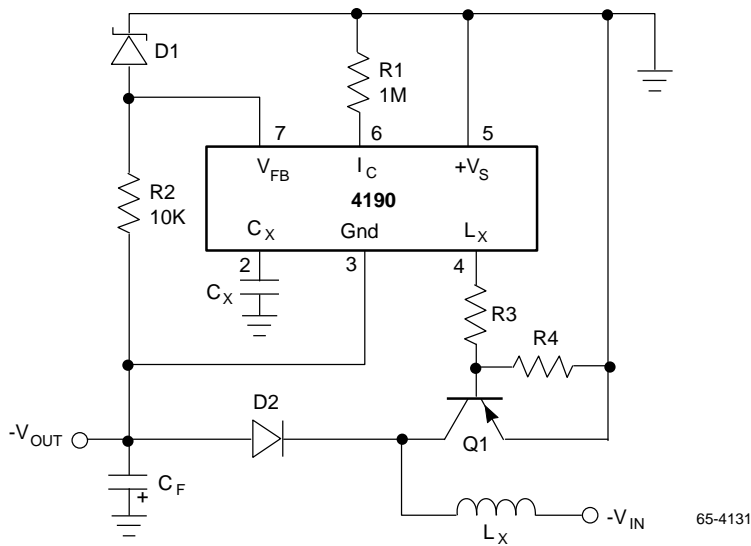 D1
R1
1M
7
6
5
V_FB
I_C
+V_S
R2
10K
4190
C_X
Gnd
L_X
2
3
4
C_X
R3
R4
D2
-V_OUT
Q1
C_F
+
-V_IN
65-4131
L_X